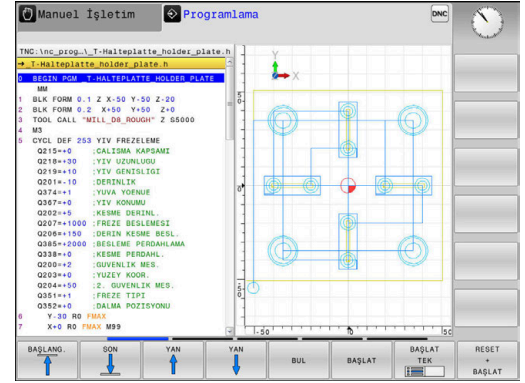 Manuel İşletim
Programlama
DNC
TNC:\nc_prog…\_T-Halteplatte_holder_plate.h
→_T-Halteplatte_holder_plate.h
0 BEGIN PGM _T-HALTEPLATTE_HOLDER_PLATE
MM
1 BLK FORM 0.1 Z X-50 Y-50 Z-20
2 BLK FORM 0.2 X+50 Y+50 Z+0
3 TOOL CALL "MILL_D8_ROUGH" Z S5000
4 M3
5 CYCL DEF 253 YIV FREZELEME
Q215=+0 ;CALISMA KAPSAMI
Q218=+30 ;YIV UZUNLUGU
Q219=+10 ;YIV GENISLIGI
Q201=-10 ;DERINLIK
Q374=+1 ;YUVA YOENUE
Q367=+0 ;YIV KONUMU
Q202=+5 ;KESME DERINL.
Q207=+1000 ;FREZE BESLEMESI
Q206=+150 ;DERIN KESME BESL.
Q385=+2000 ;BESLEME PERDAHLAMA
Q338=+0 ;KESME PERDAHL.
Q200=+2 ;GUVENLIK MES.
Q203=+0 ;YUZEY KOOR.
Q204=+50 ;2. GUVENLIK MES.
Q351=+1 ;FREZE TIPI
Q352=+0 ;DALMA POZISYONU
6 Y-30 R0 FMAX
7 X+0 R0 FMAX M99
Y
X
50
0
-50
-50
0
50
BAŞLANG.
SON
YAN
YAN
BUL
BAŞLAT
BAŞLAT
TEK
RESET
+
BAŞLAT